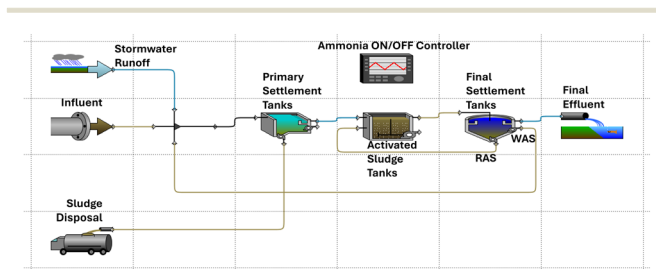 Stormwater
Runoff
Ammonia ON/OFF Controller
Influent
Primary
Settlement
Tanks
Activated
Sludge
Tanks
Final
Settlement
Tanks
WAS
RAS
Final
Effluent
Sludge
Disposal